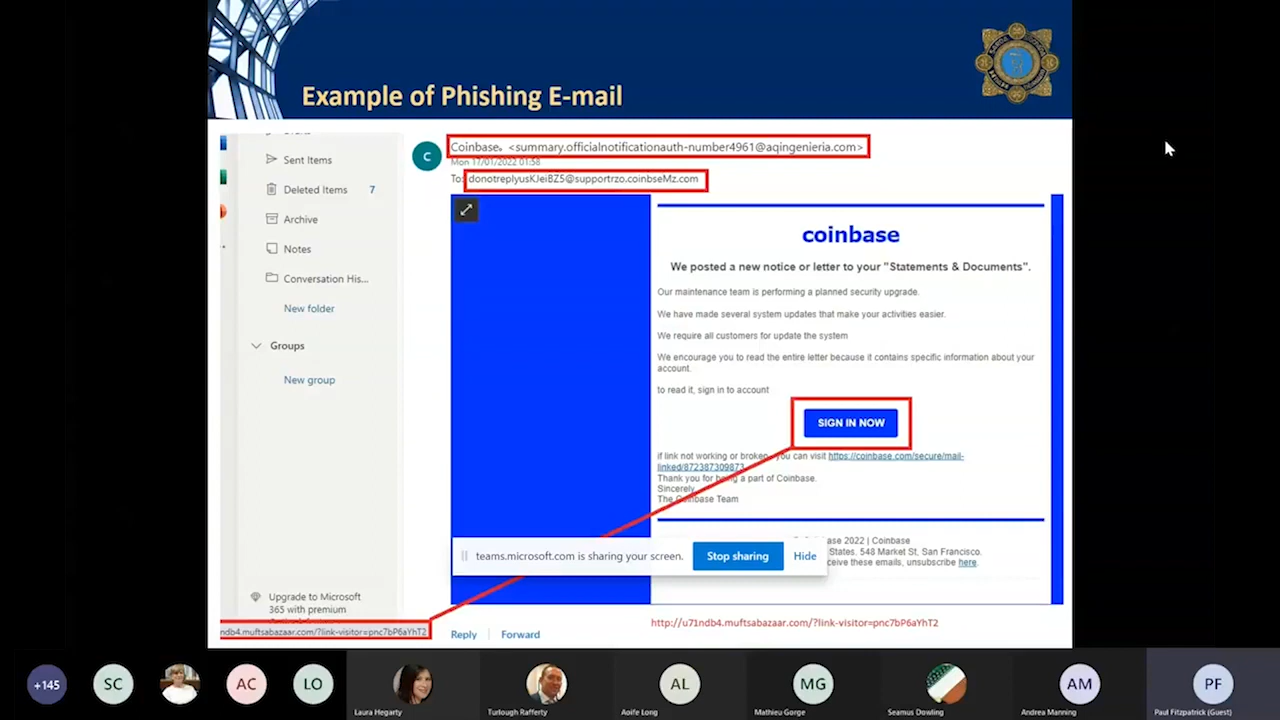 Example of Phishing E-mail
Sent Items
Deleted Items 7
Archive
Notes
Conversation His...
New folder
Groups
New group
Upgrade to Microsoft
365 with premium
ndb4.muftsabazaar.com/?link-visitor=pnc7bP6aYhT2
C
Coinbase。 <summary.officialnotificationauth-number4961@aqingenieria.com>
Mon 17/01/2022 01:58
To: donotreplyusKJeiBZ5@supportrzo.coinbseMz.com
coinbase
We posted a new notice or letter to your "Statements & Documents".
Our maintenance team is performing a planned security upgrade.
We have made several system updates that make your activities easier.
We require all customers for update the system
We encourage you to read the entire letter because it contains specific information about your
account.
to read it, sign in to account
SIGN IN NOW
if link not working or broken, you can visit https://coinbase.com/secure/mail-
linked/872387309873
Thank you for being a part of Coinbase.
Sincerely,
The Coinbase Team
2022 | Coinbase
States. 548 Market St, San Francisco.
these emails, unsubscribe here.
teams.microsoft.com is sharing your screen. Stop sharing Hide
http://u71ndb4.muftsabazaar.com/?link-visitor=pnc7bP6aYhT2
Reply Forward
+145 SC AC LO AL MG AM PF
Laura Hegarty Turlough Rafferty Aoife Long Mathieu Gorge Seamus Dowling Andrea Manning Paul Fitzpatrick (Guest)